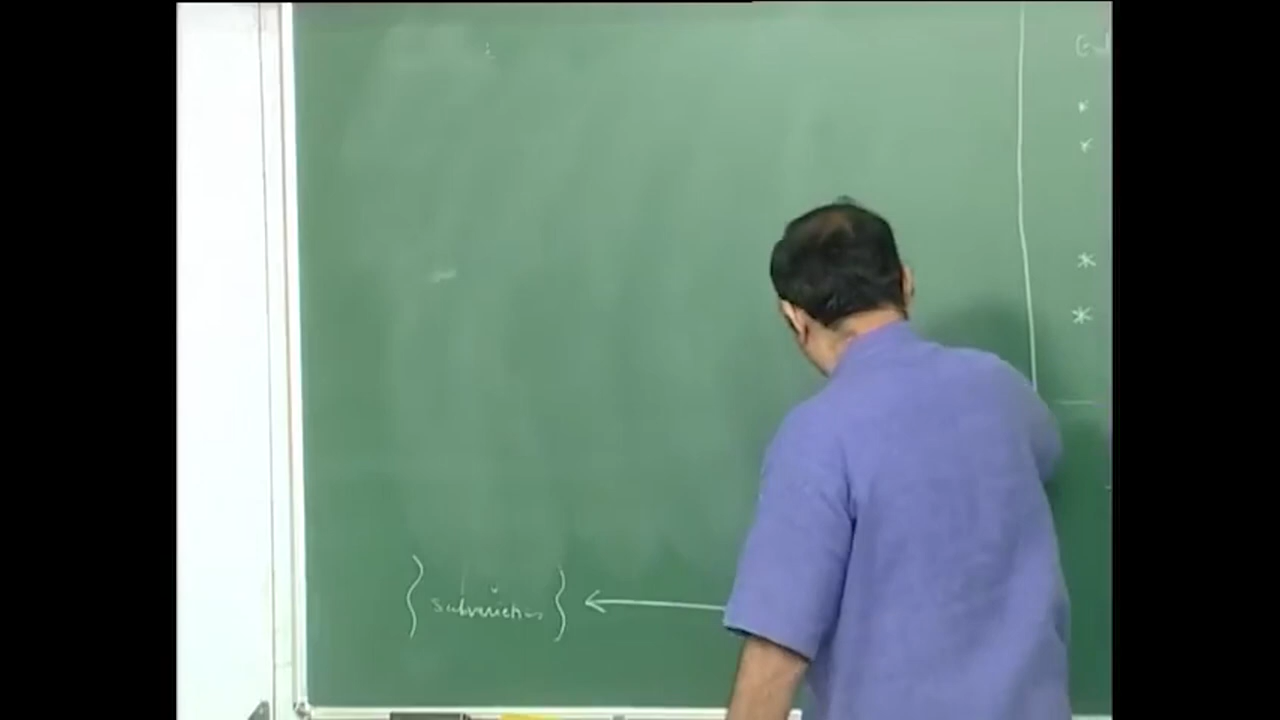 { subvarieties } ←
*
*
*
*